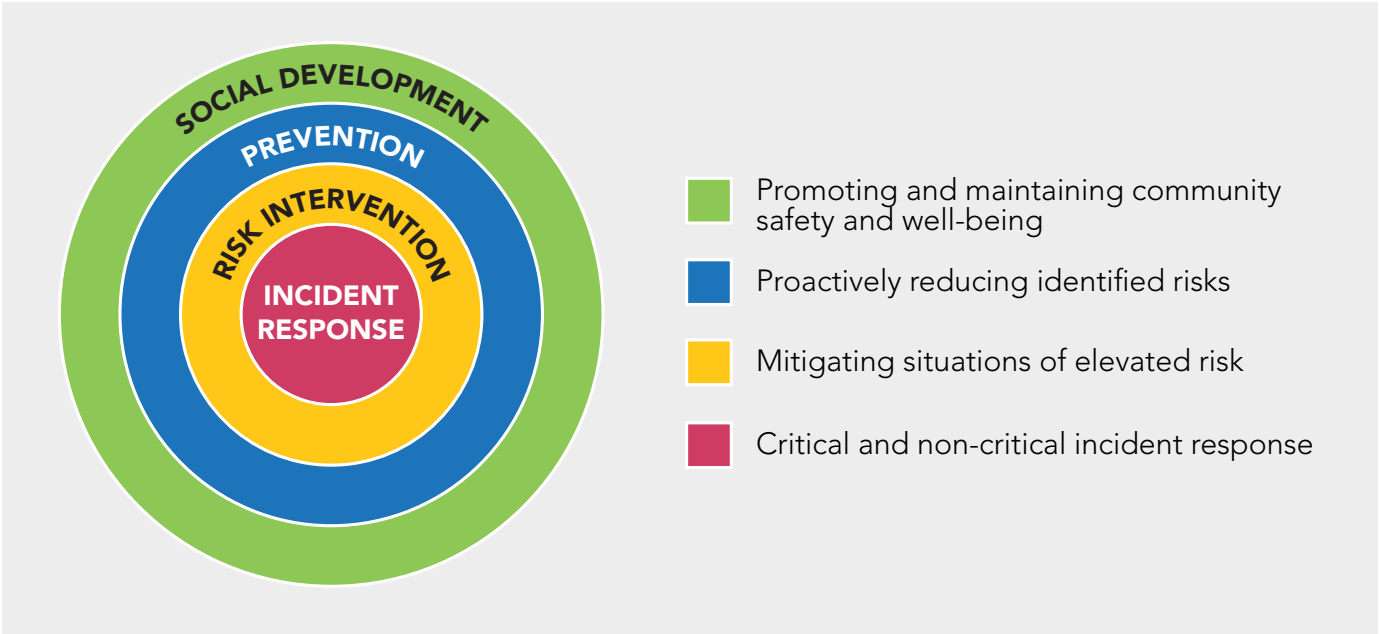 SOCIAL DEVELOPMENT
PREVENTION
RISK INTERVENTION
INCIDENT
RESPONSE
Promoting and maintaining community
safety and well-being
Proactively reducing identified risks
Mitigating situations of elevated risk
Critical and non-critical incident response